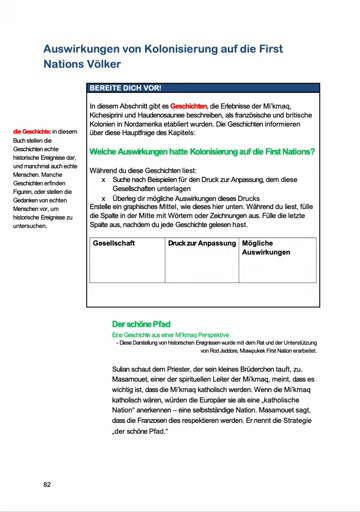 Auswirkungen von Kolonisierung auf die First
Nations Völker
BEREITE DICH VOR!
In diesem Abschnitt gibt es Geschichten, die Erlebnisse der Mi'kmaq,
Kichesipirini und Haudenosaunee beschreiben, als französische und britische
Kolonien in Nordamerika etabliert wurden. Die Geschichten informieren
über diese Hauptfrage des Kapitels:
Welche Auswirkungen hatte Kolonisierung auf die First Nations?
Während du diese Geschichten liest:
x Suche nach Beispielen für den Druck zur Anpassung, dem diese
Gesellschaften unterlagen
x Überleg dir mögliche Auswirkungen dieses Drucks
Erstelle ein graphisches Mittel, wie dieses hier unten. Während du liest, fülle
die Spalte in der Mitte mit Wörtern oder Zeichnungen aus. Fülle die letzte
Spalte aus, nachdem du jede Geschichte gelesen hast.
Gesellschaft
Druck zur Anpassung
Mögliche
Auswirkungen
die Geschichte: in diesem
Buch stellen die
Geschichten echte
historische Ereignisse dar,
und manchmal auch echte
Menschen. Manche
Geschichten erfinden
Figuren, oder stellen die
Gedanken von echten
Menschen vor, um
historische Ereignisse zu
untersuchen.
Der schöne Pfad
Eine Geschichte aus einer Mi'kmaq Perspektive
- Diese Darstellung von historischen Ereignissen wurde mit dem Rat und der Unterstützung
von Rod Jeddore, Miawpukek First Nation erarbeitet.
Sulian schaut dem Priester, der sein kleines Brüderchen tauft, zu.
Masamouet, einer der spirituellen Leiter der Mi'kmaq, meint, dass es
wichtig ist, dass die Mi'kmaq katholisch werden. Wenn die Mi'kmaq
katholisch wären, würden die Europäer sie als eine „katholische
Nation" anerkennen – eine selbstständige Nation. Masamouet sagt,
dass die Franzosen dies respektieren werden. Er nennt die Strategie
„der schöne Pfad."
82